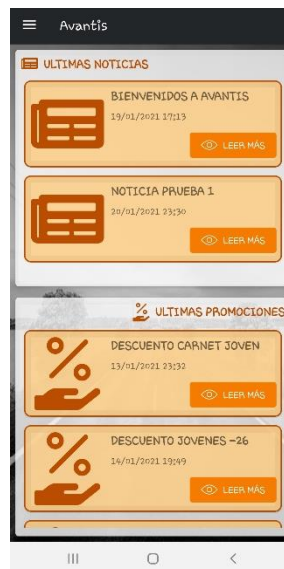 Avantis
ULTIMAS NOTICIAS
BIENVENIDOS A AVANTIS
19/01/2021 17:13
LEER MÁS
NOTICIA PRUEBA 1
20/01/2021 23:30
LEER MÁS
ULTIMAS PROMOCIONES
DESCUENTO CARNET JOVEN
13/01/2021 23:32
LEER MÁS
DESCUENTO JOVENES -26
14/01/2021 19:49
LEER MÁS